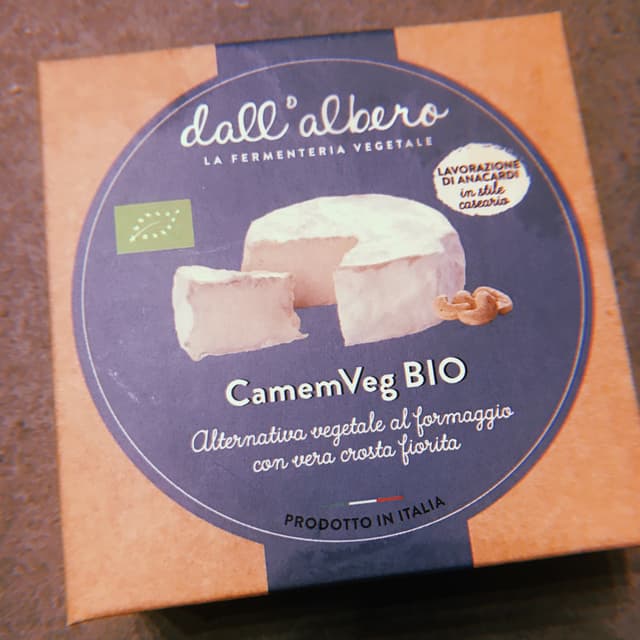 dall'albero
LA FERMENTERIA VEGETALE
LAVORAZIONE
DI ANACARDI
in stile
caseario
CamemVeg BIO
Alternativa vegetale al formaggio
con vera crosta fiorita
PRODOTTO IN ITALIA